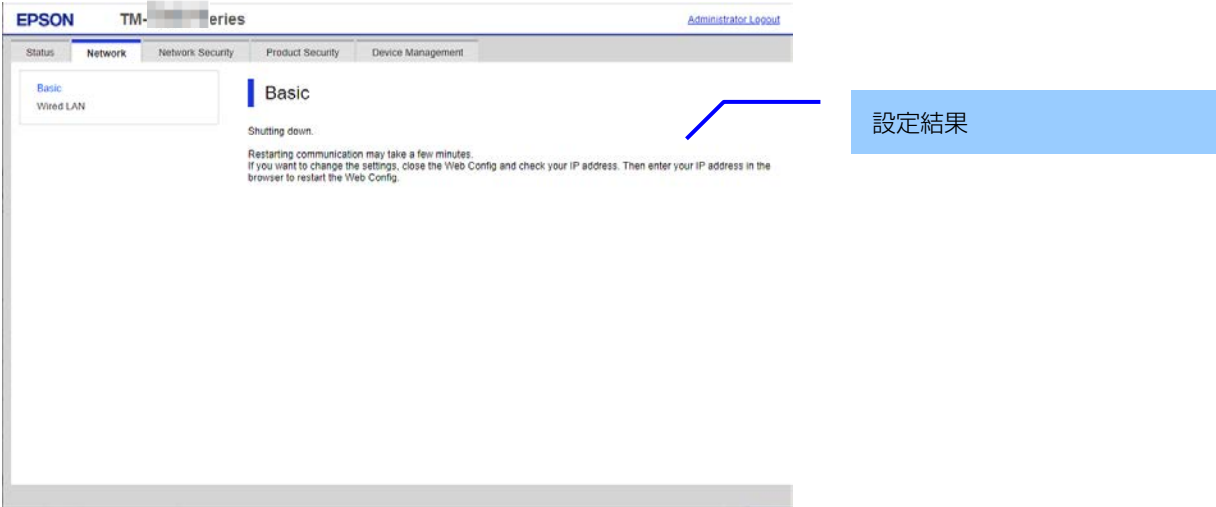 EPSON TM- eries Administrator Logout
Status Network Network Security Product Security Device Management
Basic
Wired LAN
Basic
Shutting down.
Restarting communication may take a few minutes.
If you want to change the settings, close the Web Config and check your IP address. Then enter your IP address in the
browser to restart the Web Config.
設定結果